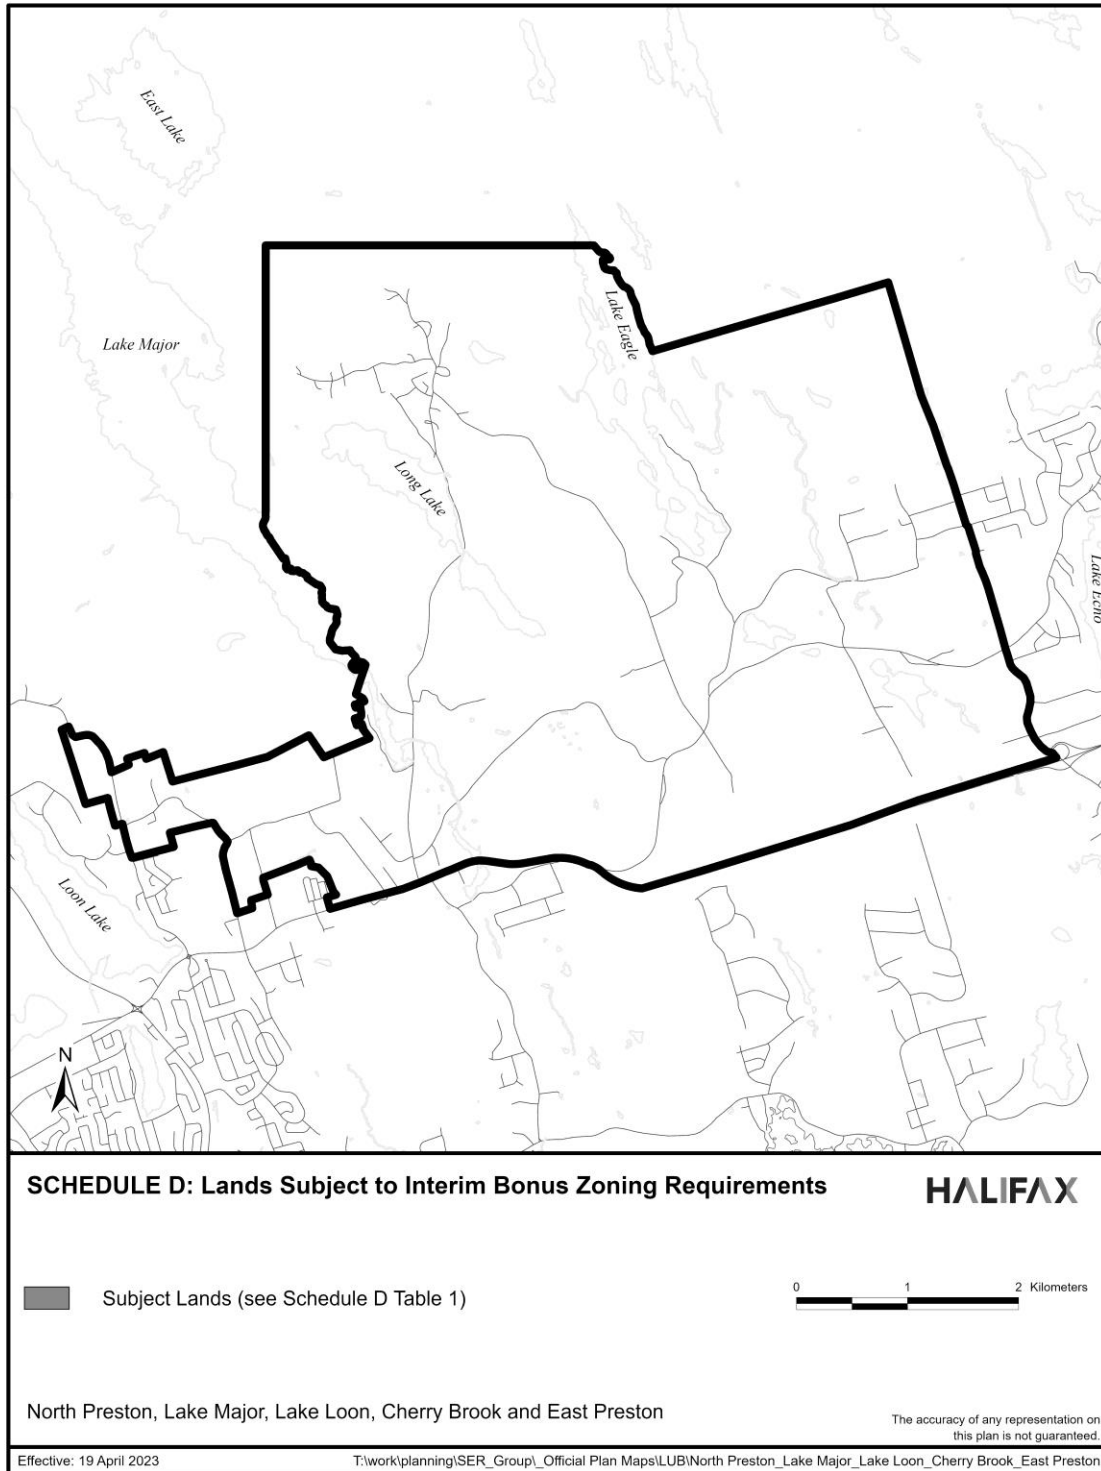 East Lake
Lake Major
Lake Eagle
Long Lake
Lake Echo
Loon Lake
N
SCHEDULE D: Lands Subject to Interim Bonus Zoning Requirements
HALIFAX
Subject Lands (see Schedule D Table 1)
0 1 2 Kilometers
North Preston, Lake Major, Lake Loon, Cherry Brook and East Preston
The accuracy of any representation on
this plan is not guaranteed.
Effective: 19 April 2023
T:\work\planning\SER_Group\_Official Plan Maps\LUB\North Preston_Lake Major_Lake Loon_Cherry Brook_East Preston